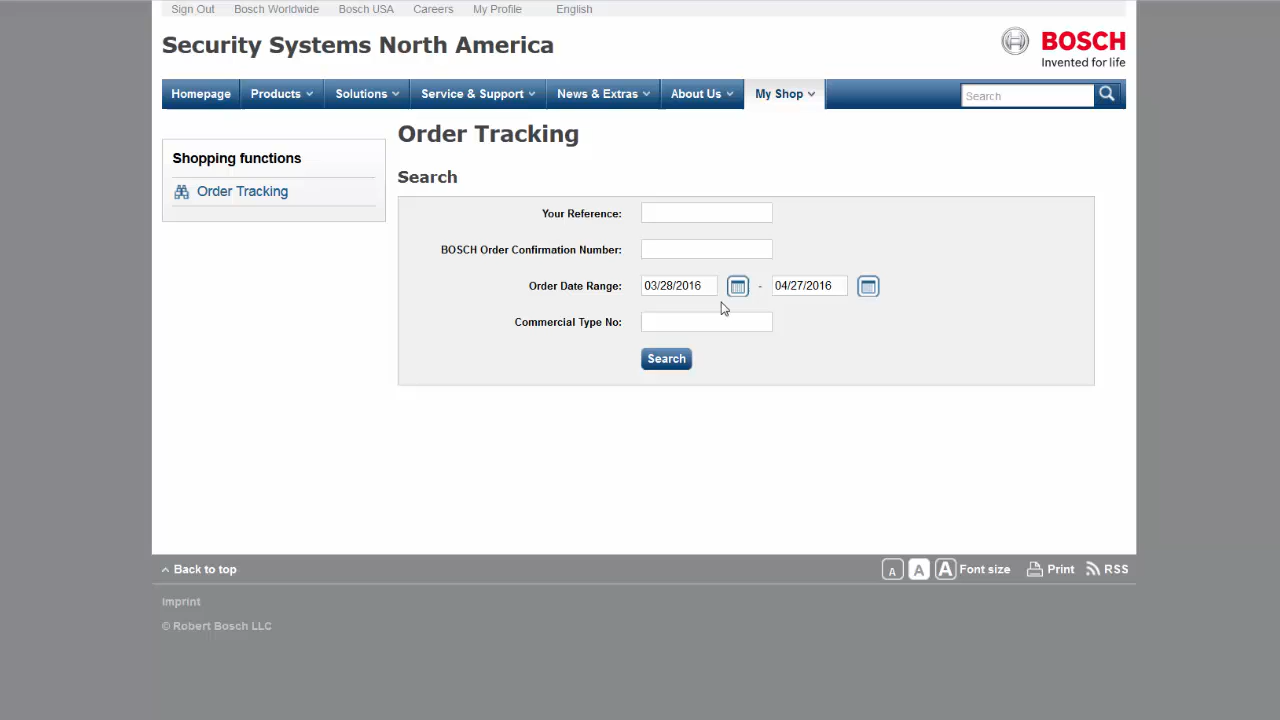 Sign Out Bosch Worldwide Bosch USA Careers My Profile English
Security Systems North America
BOSCH
Invented for life
Homepage Products Solutions Service & Support News & Extras About Us My Shop Search
Order Tracking
Shopping functions
Order Tracking
Search
Your Reference:
BOSCH Order Confirmation Number:
Order Date Range: 03/28/2016 - 04/27/2016
Commercial Type No:
Search
Back to top A A A Font size Print RSS
Imprint
© Robert Bosch LLC